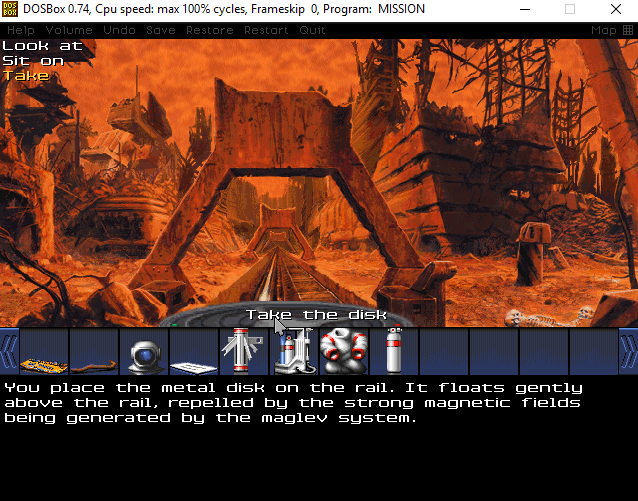 DOSBox 0.74, Cpu speed: max 100% cycles, Frameskip 0, Program: MISSION
Help Volume Undo Save Restore Restart Quit Map
Look at
Sit on
Take
Take the disk
You place the metal disk on the rail. It floats gently
above the rail, repelled by the strong magnetic fields
being generated by the maglev system.